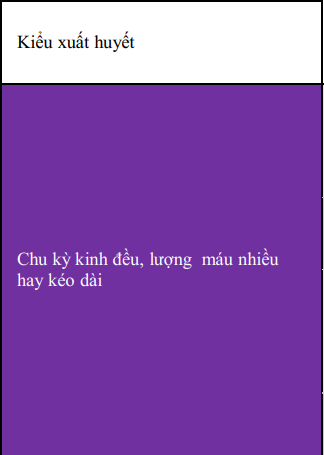 Kiểu xuất huyết
Chu kỳ kinh đều, lượng  máu nhiều
hay kéo dài